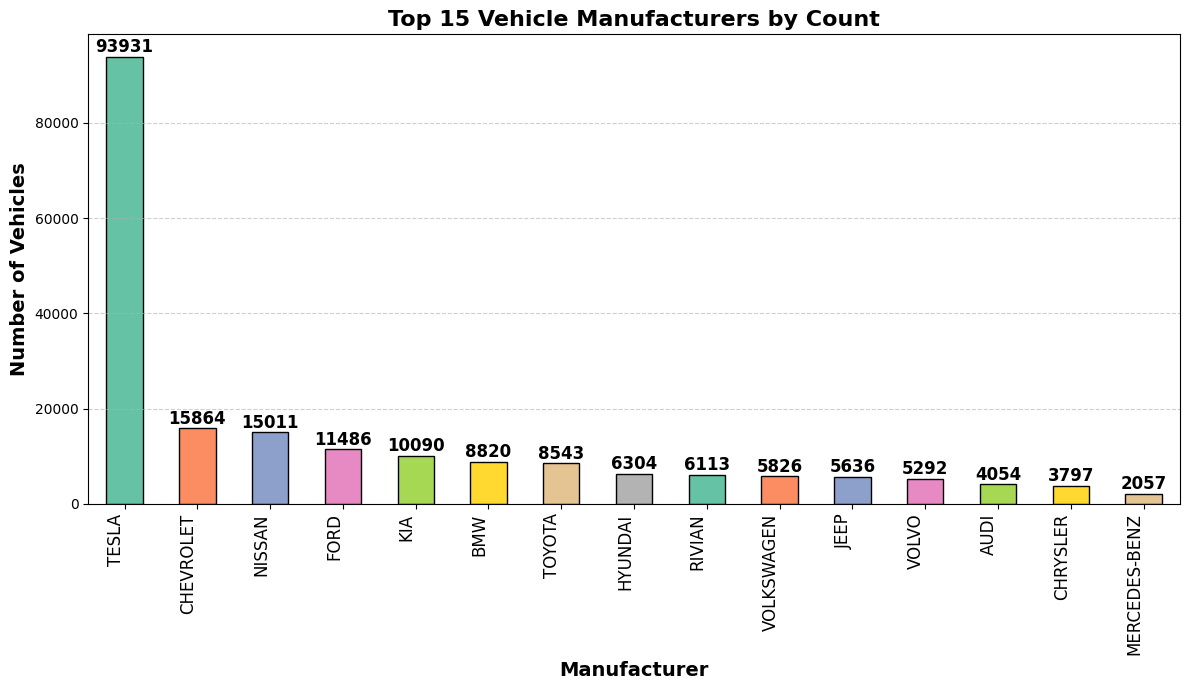 Top 15 Vehicle Manufacturers by Count
Number of Vehicles
80000
60000
40000
20000
0
93931
15864
15011
11486
10090
8820
8543
6304
6113
5826
5636
5292
4054
3797
2057
TESLA
CHEVROLET
NISSAN
FORD
KIA
BMW
TOYOTA
HYUNDAI
RIVIAN
VOLKSWAGEN
JEEP
VOLVO
AUDI
CHRYSLER
MERCEDES-BENZ
Manufacturer